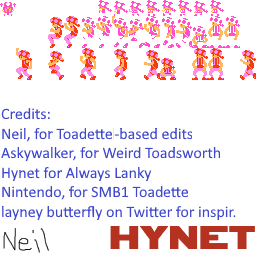 Credits:
Neil, for Toadette-based edits
Askywalker, for Weird Toadsworth
Hynet for Always Lanky
Nintendo, for SMB1 Toadette
layney butterfly on Twitter for inspir.
Neil HYNET